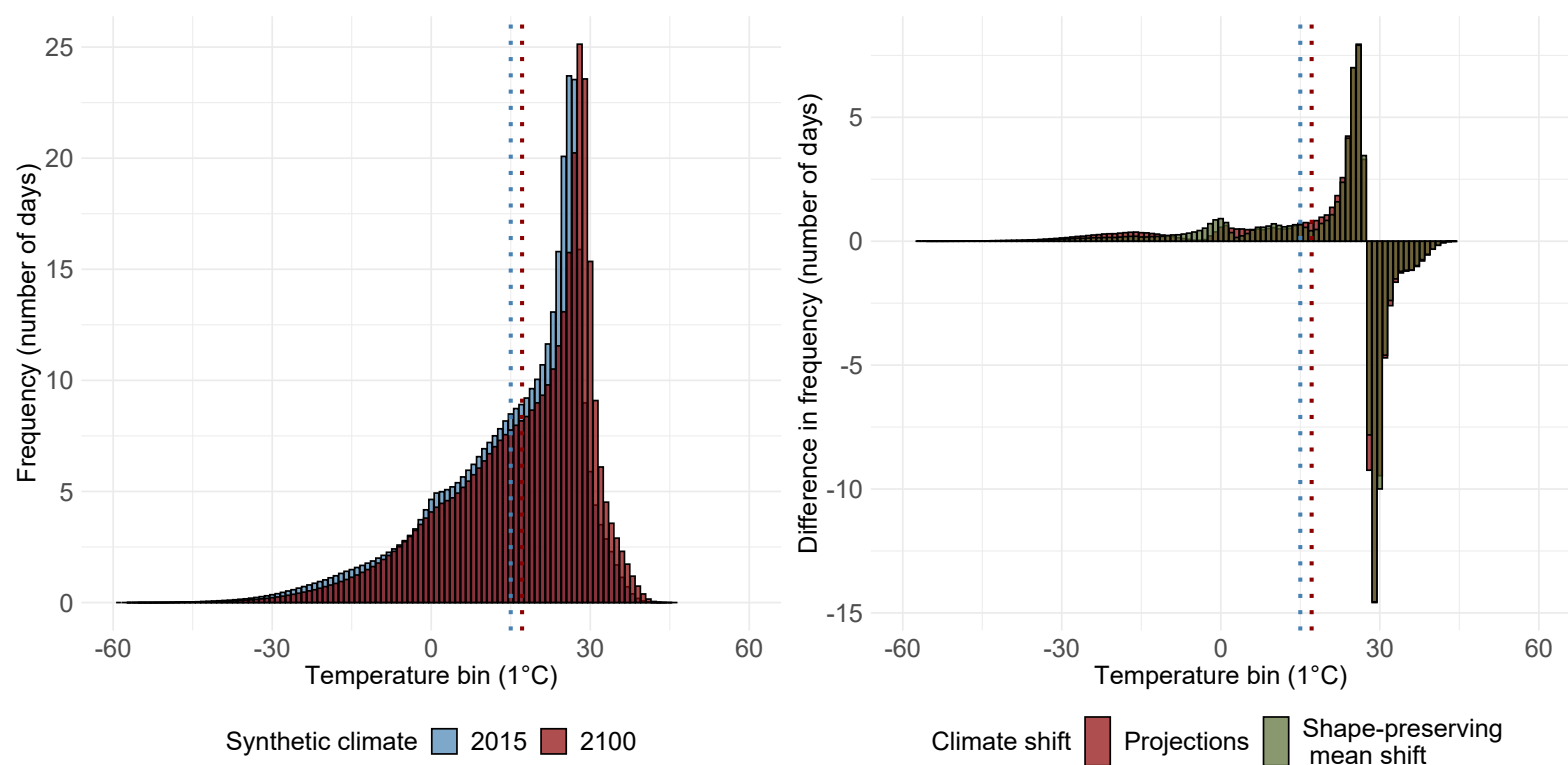 Frequency (number of days)
25
20
15
10
5
0
-60 -30 0 30 60
Temperature bin (1°C)
Synthetic climate 2015 2100
Difference in frequency (number of days)
5
0
-5
-10
-15
-60 -30 0 30 60
Temperature bin (1°C)
Climate shift Projections Shape-preserving
mean shift